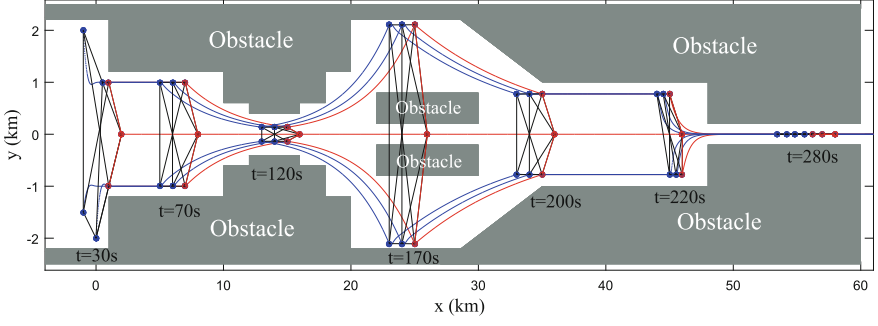 2
1
0
-1
-2
y (km)
Obstacle
Obstacle
Obstacle
Obstacle
t=120s
t=280s
t=70s
t=200s
t=220s
Obstacle
Obstacle
t=30s
t=170s
0
10
20
30
40
50
60
x (km)